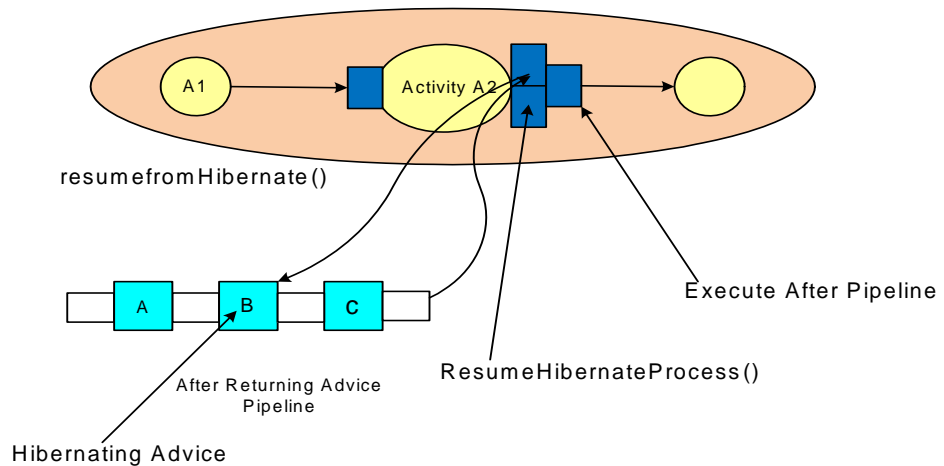 A1
Activity A2
resumefromHibernate()
A
B
C
Execute After Pipeline
ResumeHibernateProcess()
After Returning Advice
Pipeline
Hibernating Advice